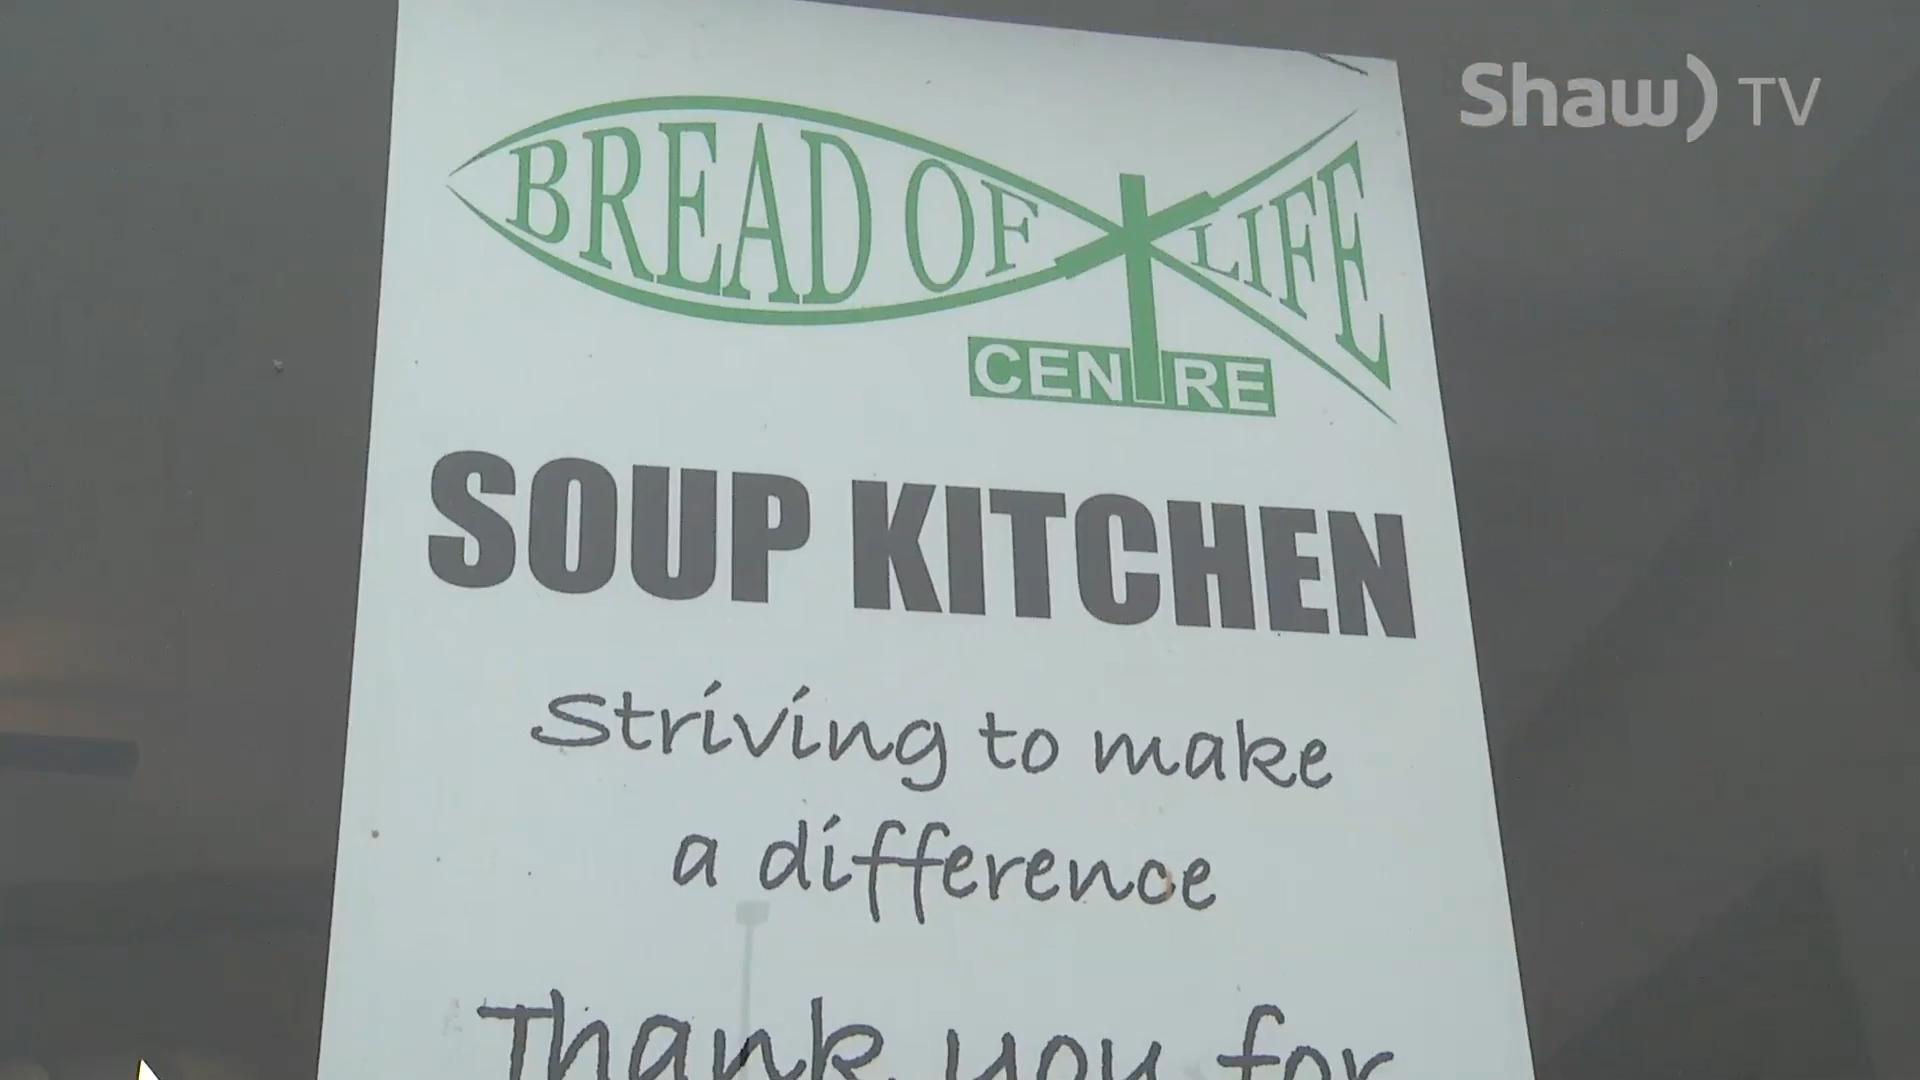 Shaw) TV
BREAD OF LIFE
CENTRE
SOUP KITCHEN
Striving to make
a difference
Thank you for